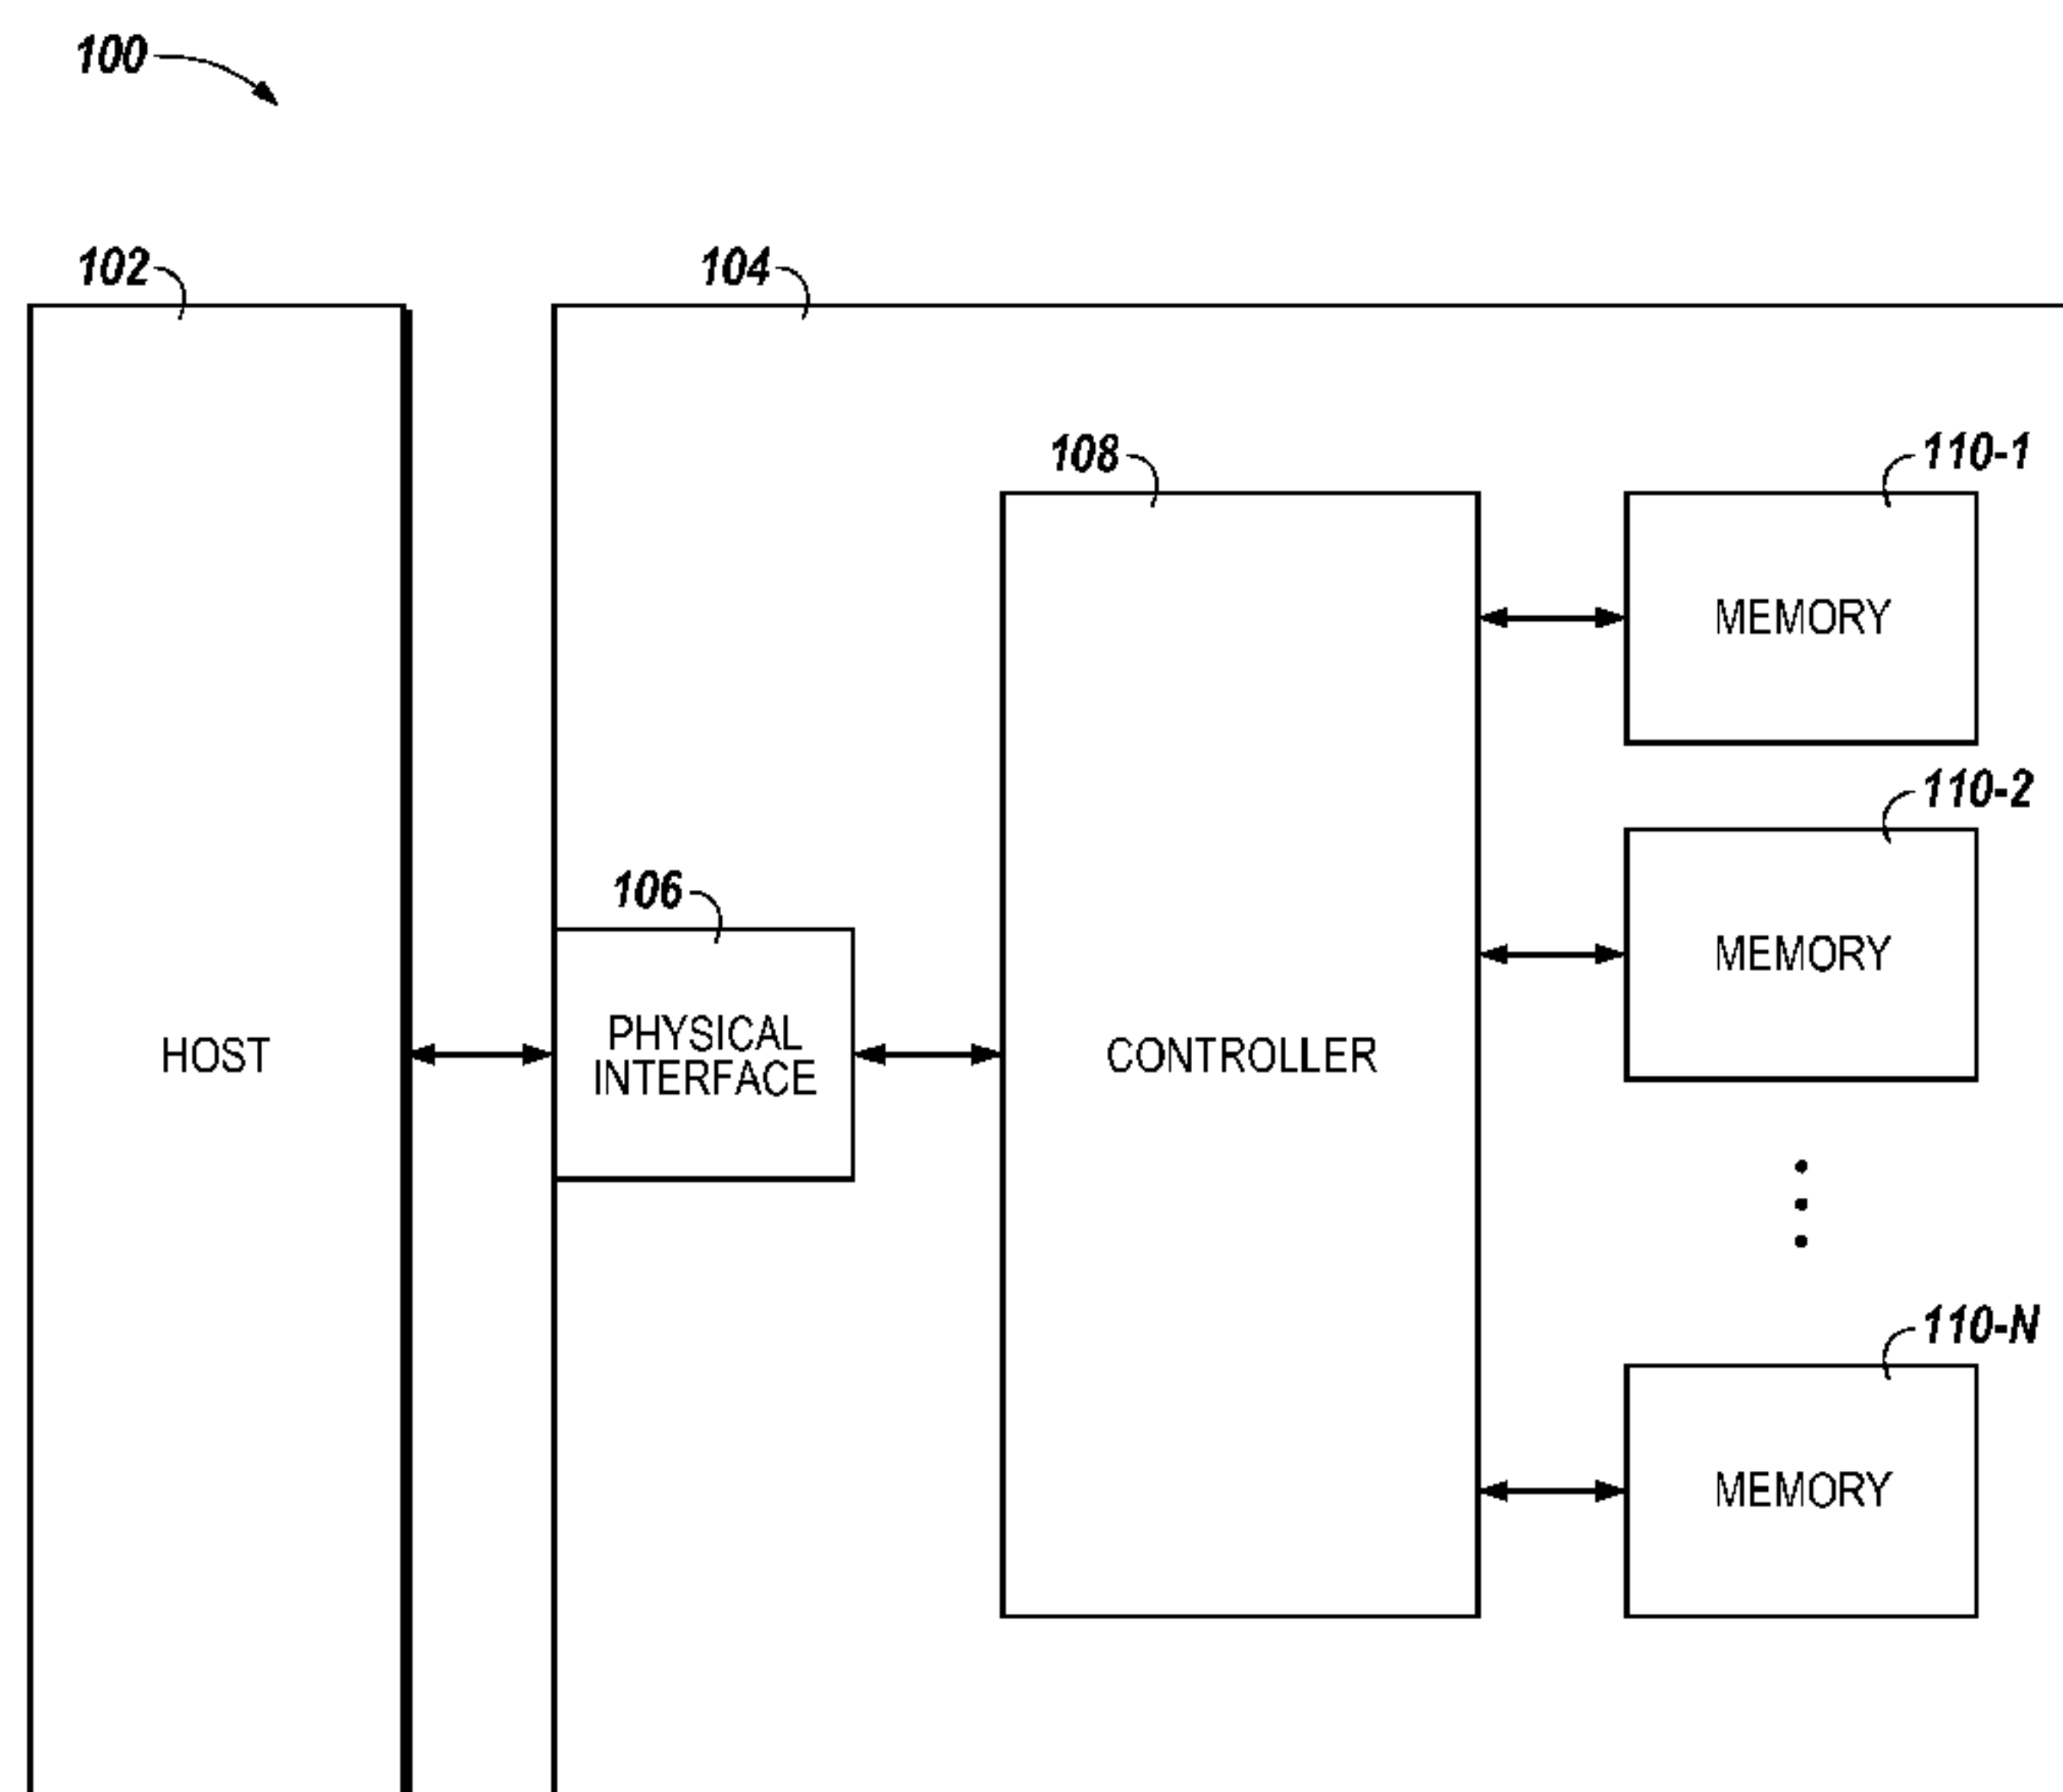 100
102
104
108
110-1
MEMORY
110-2
106
MEMORY
PHYSICAL
INTERFACE
HOST
CONTROLLER
110-N
MEMORY